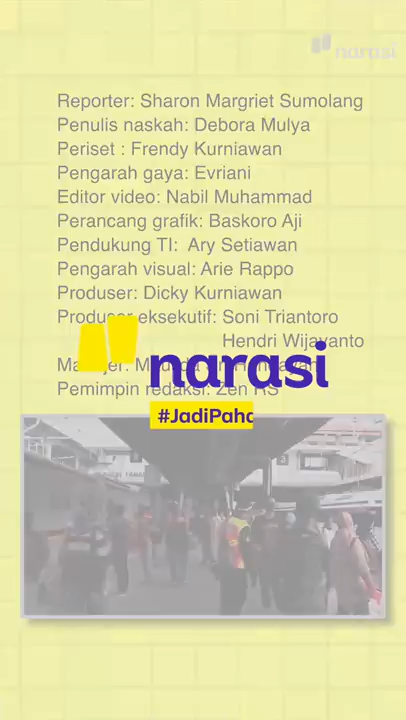 narasi
Reporter: Sharon Margriet Sumolang
Penulis naskah: Debora Mulya
Periset : Frendy Kurniawan
Pengarah gaya: Evriani
Editor video: Nabil Muhammad
Perancang grafik: Baskoro Aji
Pendukung TI: Ary Setiawan
Pengarah visual: Arie Rappo
Produser: Dicky Kurniawan
Produser eksekutif: Soni Triantoro
Hendri Wijayanto
narasi
Pemimpin redaksi: Zen RS
#JadiPaha